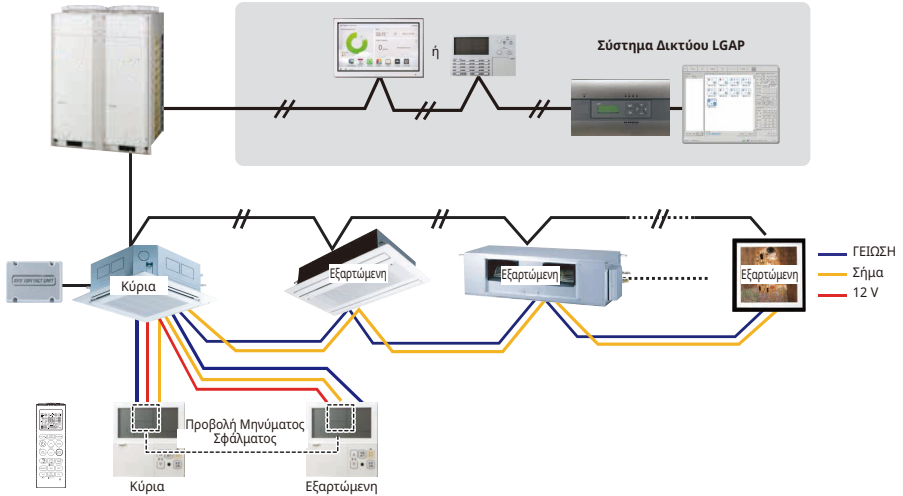 ή
Σύστημα Δικτύου LGAP
Κύρια
Εξαρτώμενη
Εξαρτώμενη
Εξαρτώμενη
ΓΕΙΩΣΗ
Σήμα
12 V
Προβολή Μηνύματος
Σφάλματος
Κύρια
Εξαρτώμενη